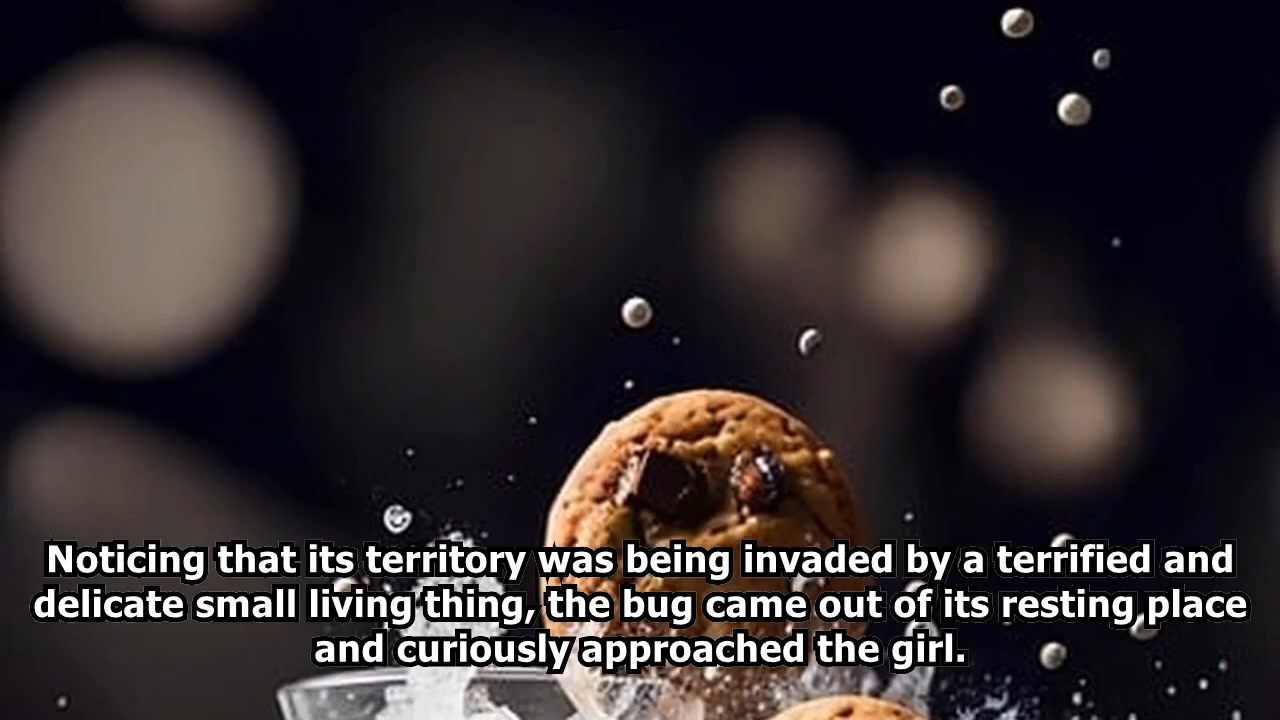 Noticing that its territory was being invaded by a terrified and
delicate small living thing, the bug came out of its resting place
and curiously approached the girl.